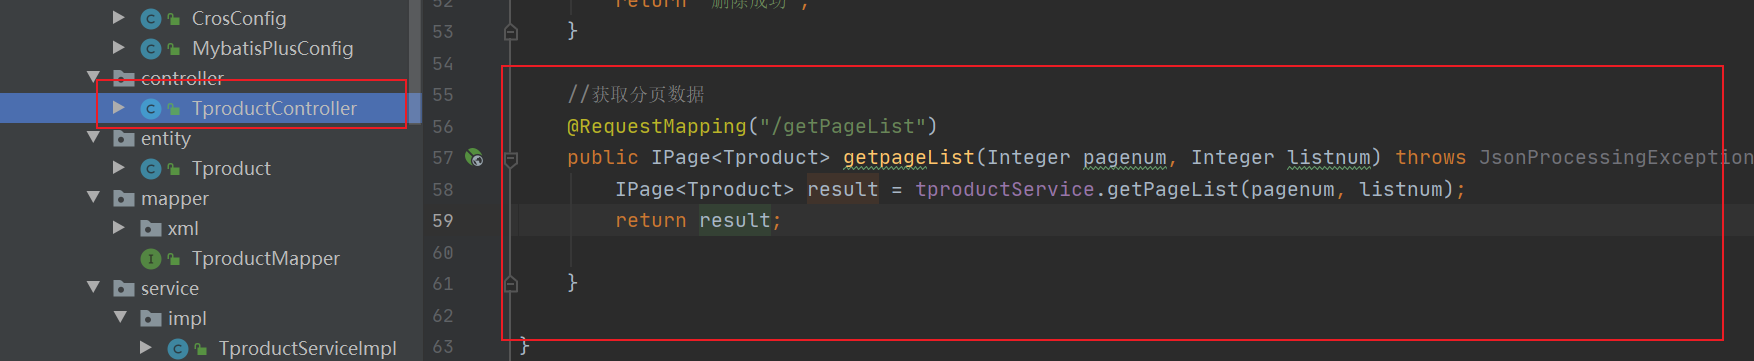 CrosConfig
MybatisPlusConfig
controller
TproductController
entity
Tproduct
mapper
xml
TproductMapper
service
impl
TproductServiceImpl
52 return "删除成功";
53 }
54
55 //获取分页数据
56 @RequestMapping("/getPageList")
57 public IPage<Tproduct> getpageList(Integer pagenum, Integer listnum) throws JsonProcessingException
58 IPage<Tproduct> result = tproductService.getPageList(pagenum, listnum);
59 return result;
60
61 }
62
63 }